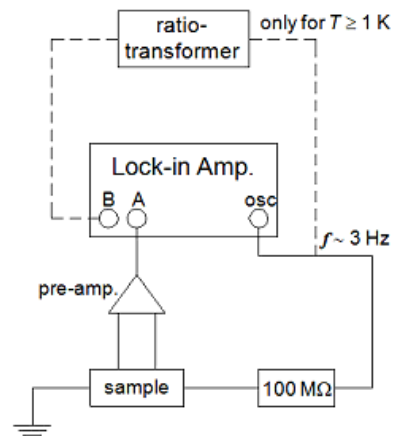 ratio-
transformer
only for T ≥ 1 K
Lock-in Amp.
B A osc
f ~ 3 Hz
pre-amp.
sample
100 MΩ